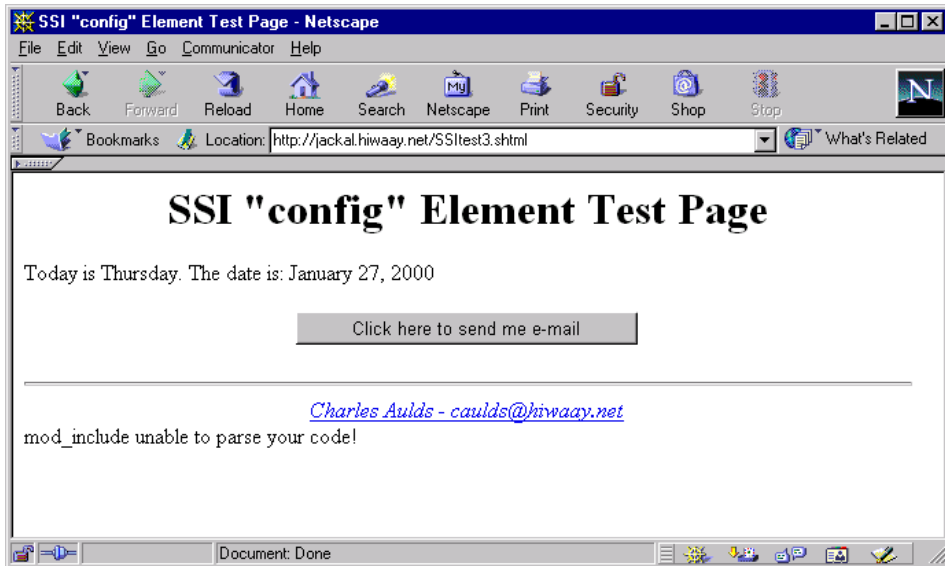 SSI "config" Element Test Page - Netscape
File Edit View Go Communicator Help
Back Forward Reload Home Search My Netscape Print Security Shop Stop N
Bookmarks Location: http://jackal.hiwaay.net/SSItest3.shtml What's Related
SSI "config" Element Test Page
Today is Thursday. The date is: January 27, 2000
Click here to send me e-mail
Charles Aulds - caulds@hiwaay.net
mod_include unable to parse your code!
Document: Done